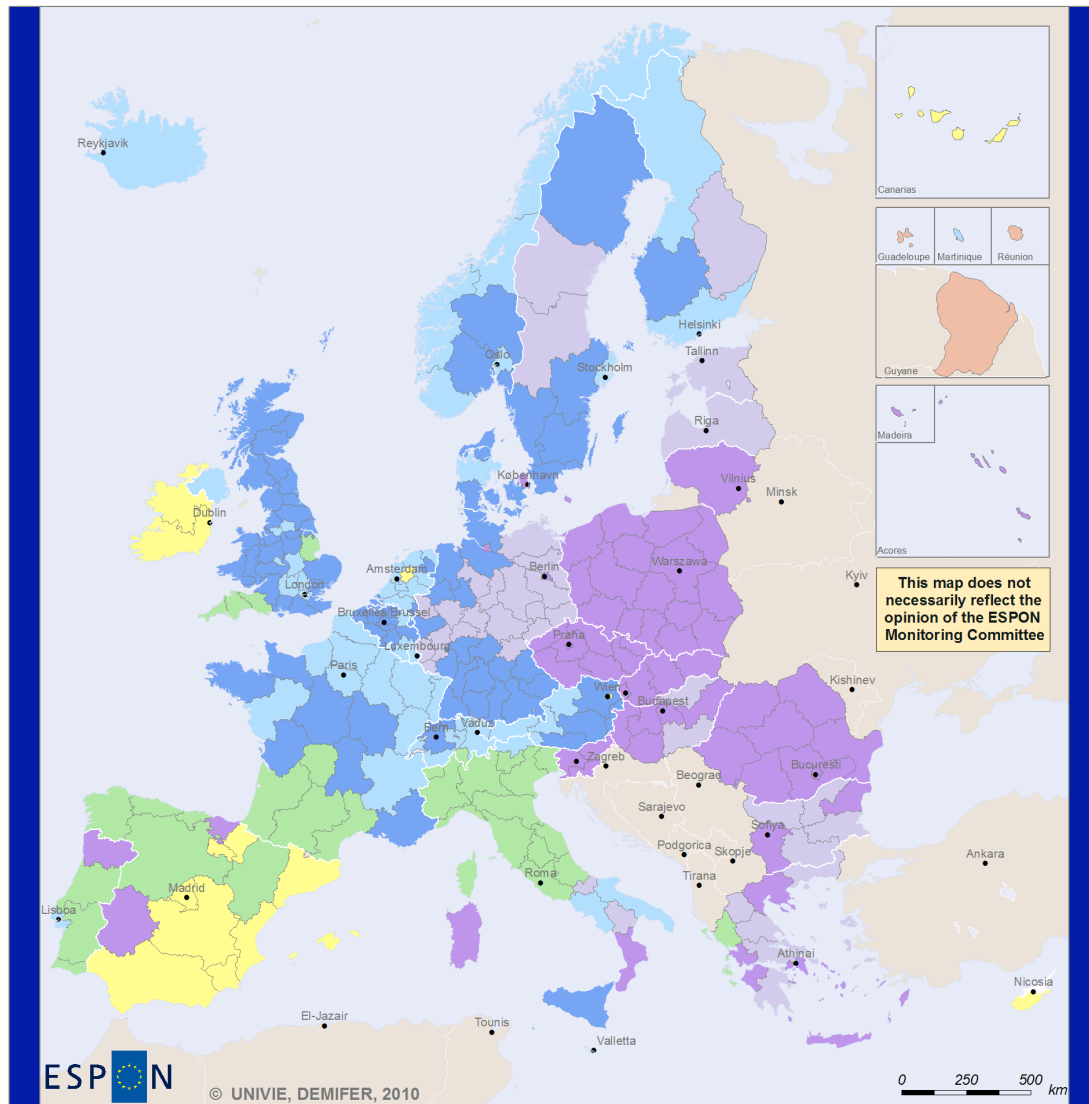 Reykjavik
Canarias
Guadeloupe
Martinique
Réunion
Guyane
Helsinki
Tallinn
Oslo
Stockholm
Riga
Madeira
København
Vilnius
Minsk
Dublin
Acores
Amsterdam
Berlin
Warszawa
Kyiv
London
This map does not
necessarily reflect the
opinion of the ESPON
Monitoring Committee
Bruxelles/Brussel
Praha
Luxembourg
Paris
Kishinev
Wien
Budapest
Bern
Vaduz
Zagreb
Bucuresti
Beograd
Sarajevo
Sofiya
Podgorica
Skopje
Ankara
Roma
Tirana
Madrid
Lisboa
Athinai
Nicosia
El-Jazair
Tounis
Valletta
ESPON
© UNIVIE, DEMIFER, 2010
0 250 500
km